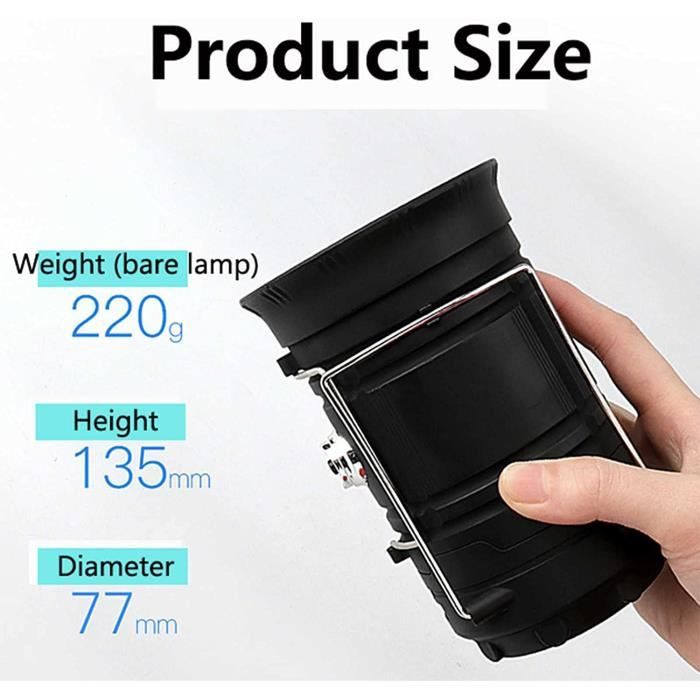 Product Size
Weight (bare lamp)
220g
Height
135mm
Diameter
77mm